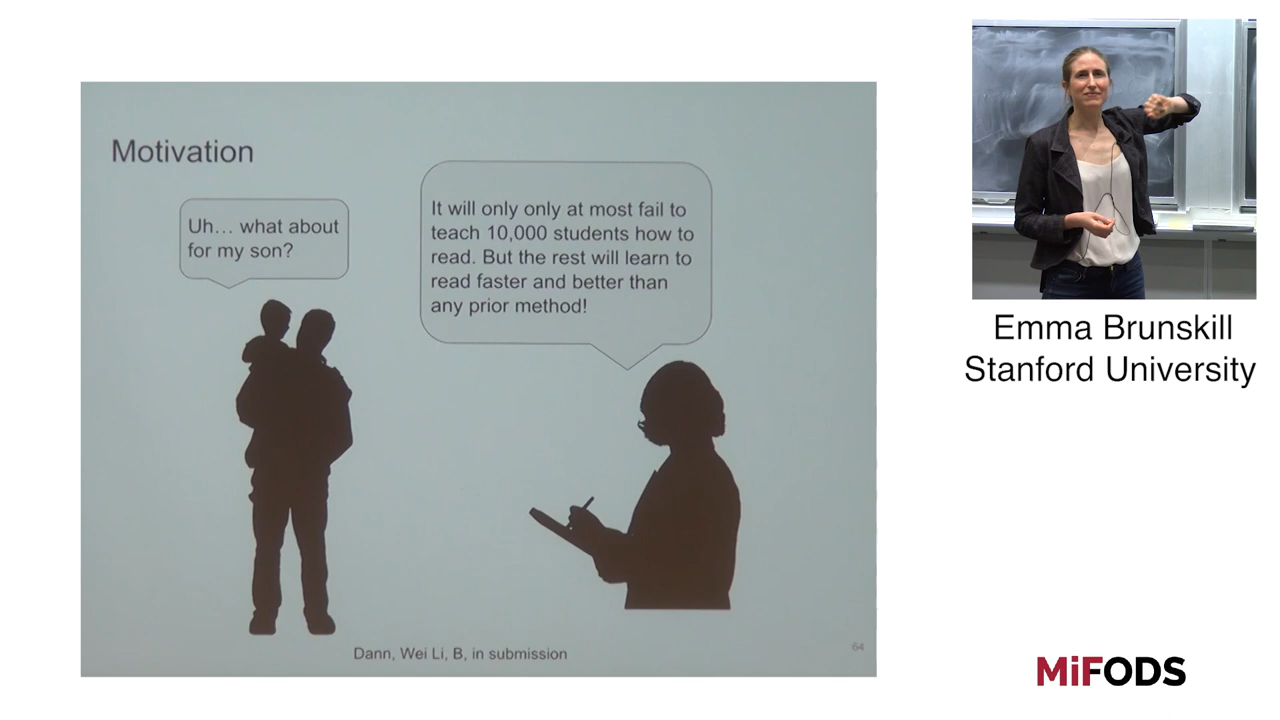 Motivation
Uh... what about
for my son?
It will only only at most fail to
teach 10,000 students how to
read. But the rest will learn to
read faster and better than
any prior method!
Dann, Wei Li, B, in submission
64
Emma Brunskill
Stanford University
MiFODS